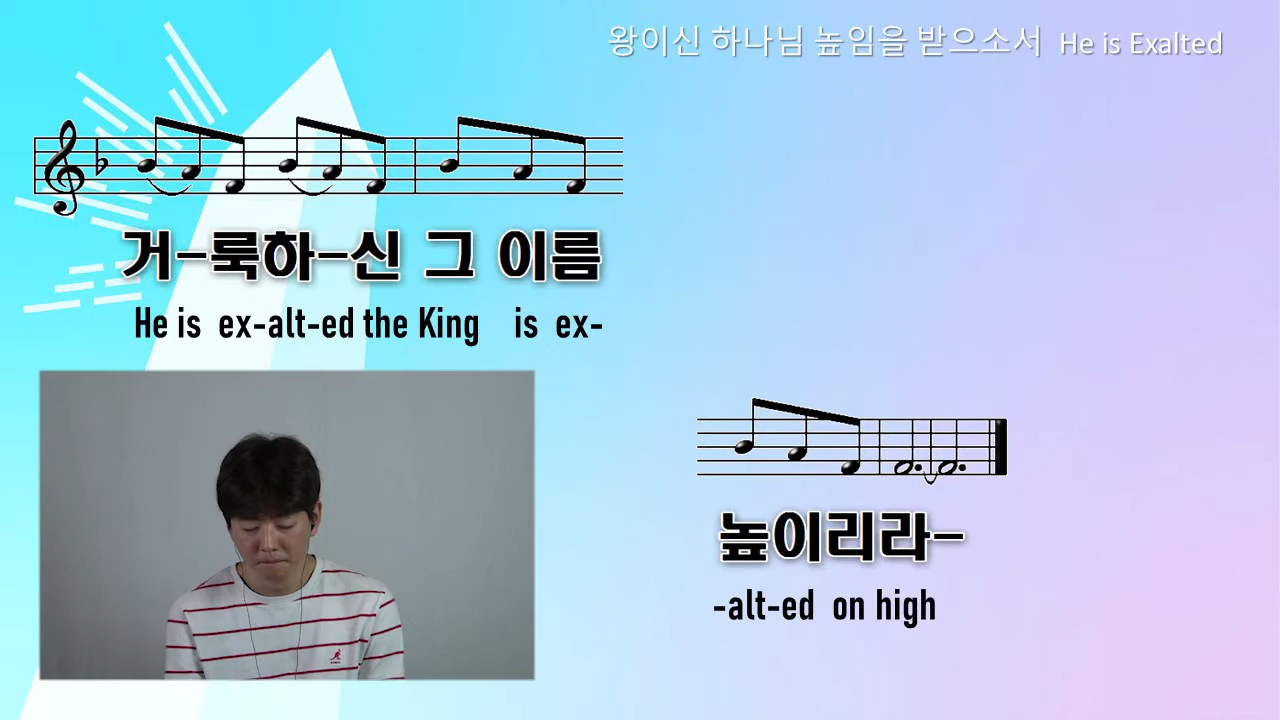 왕이신 하나님 높임을 받으소서 He is Exalted
거-룩하-신 그 이름
He is ex-alt-ed the King is ex-
높이리라-
-alt-ed on high